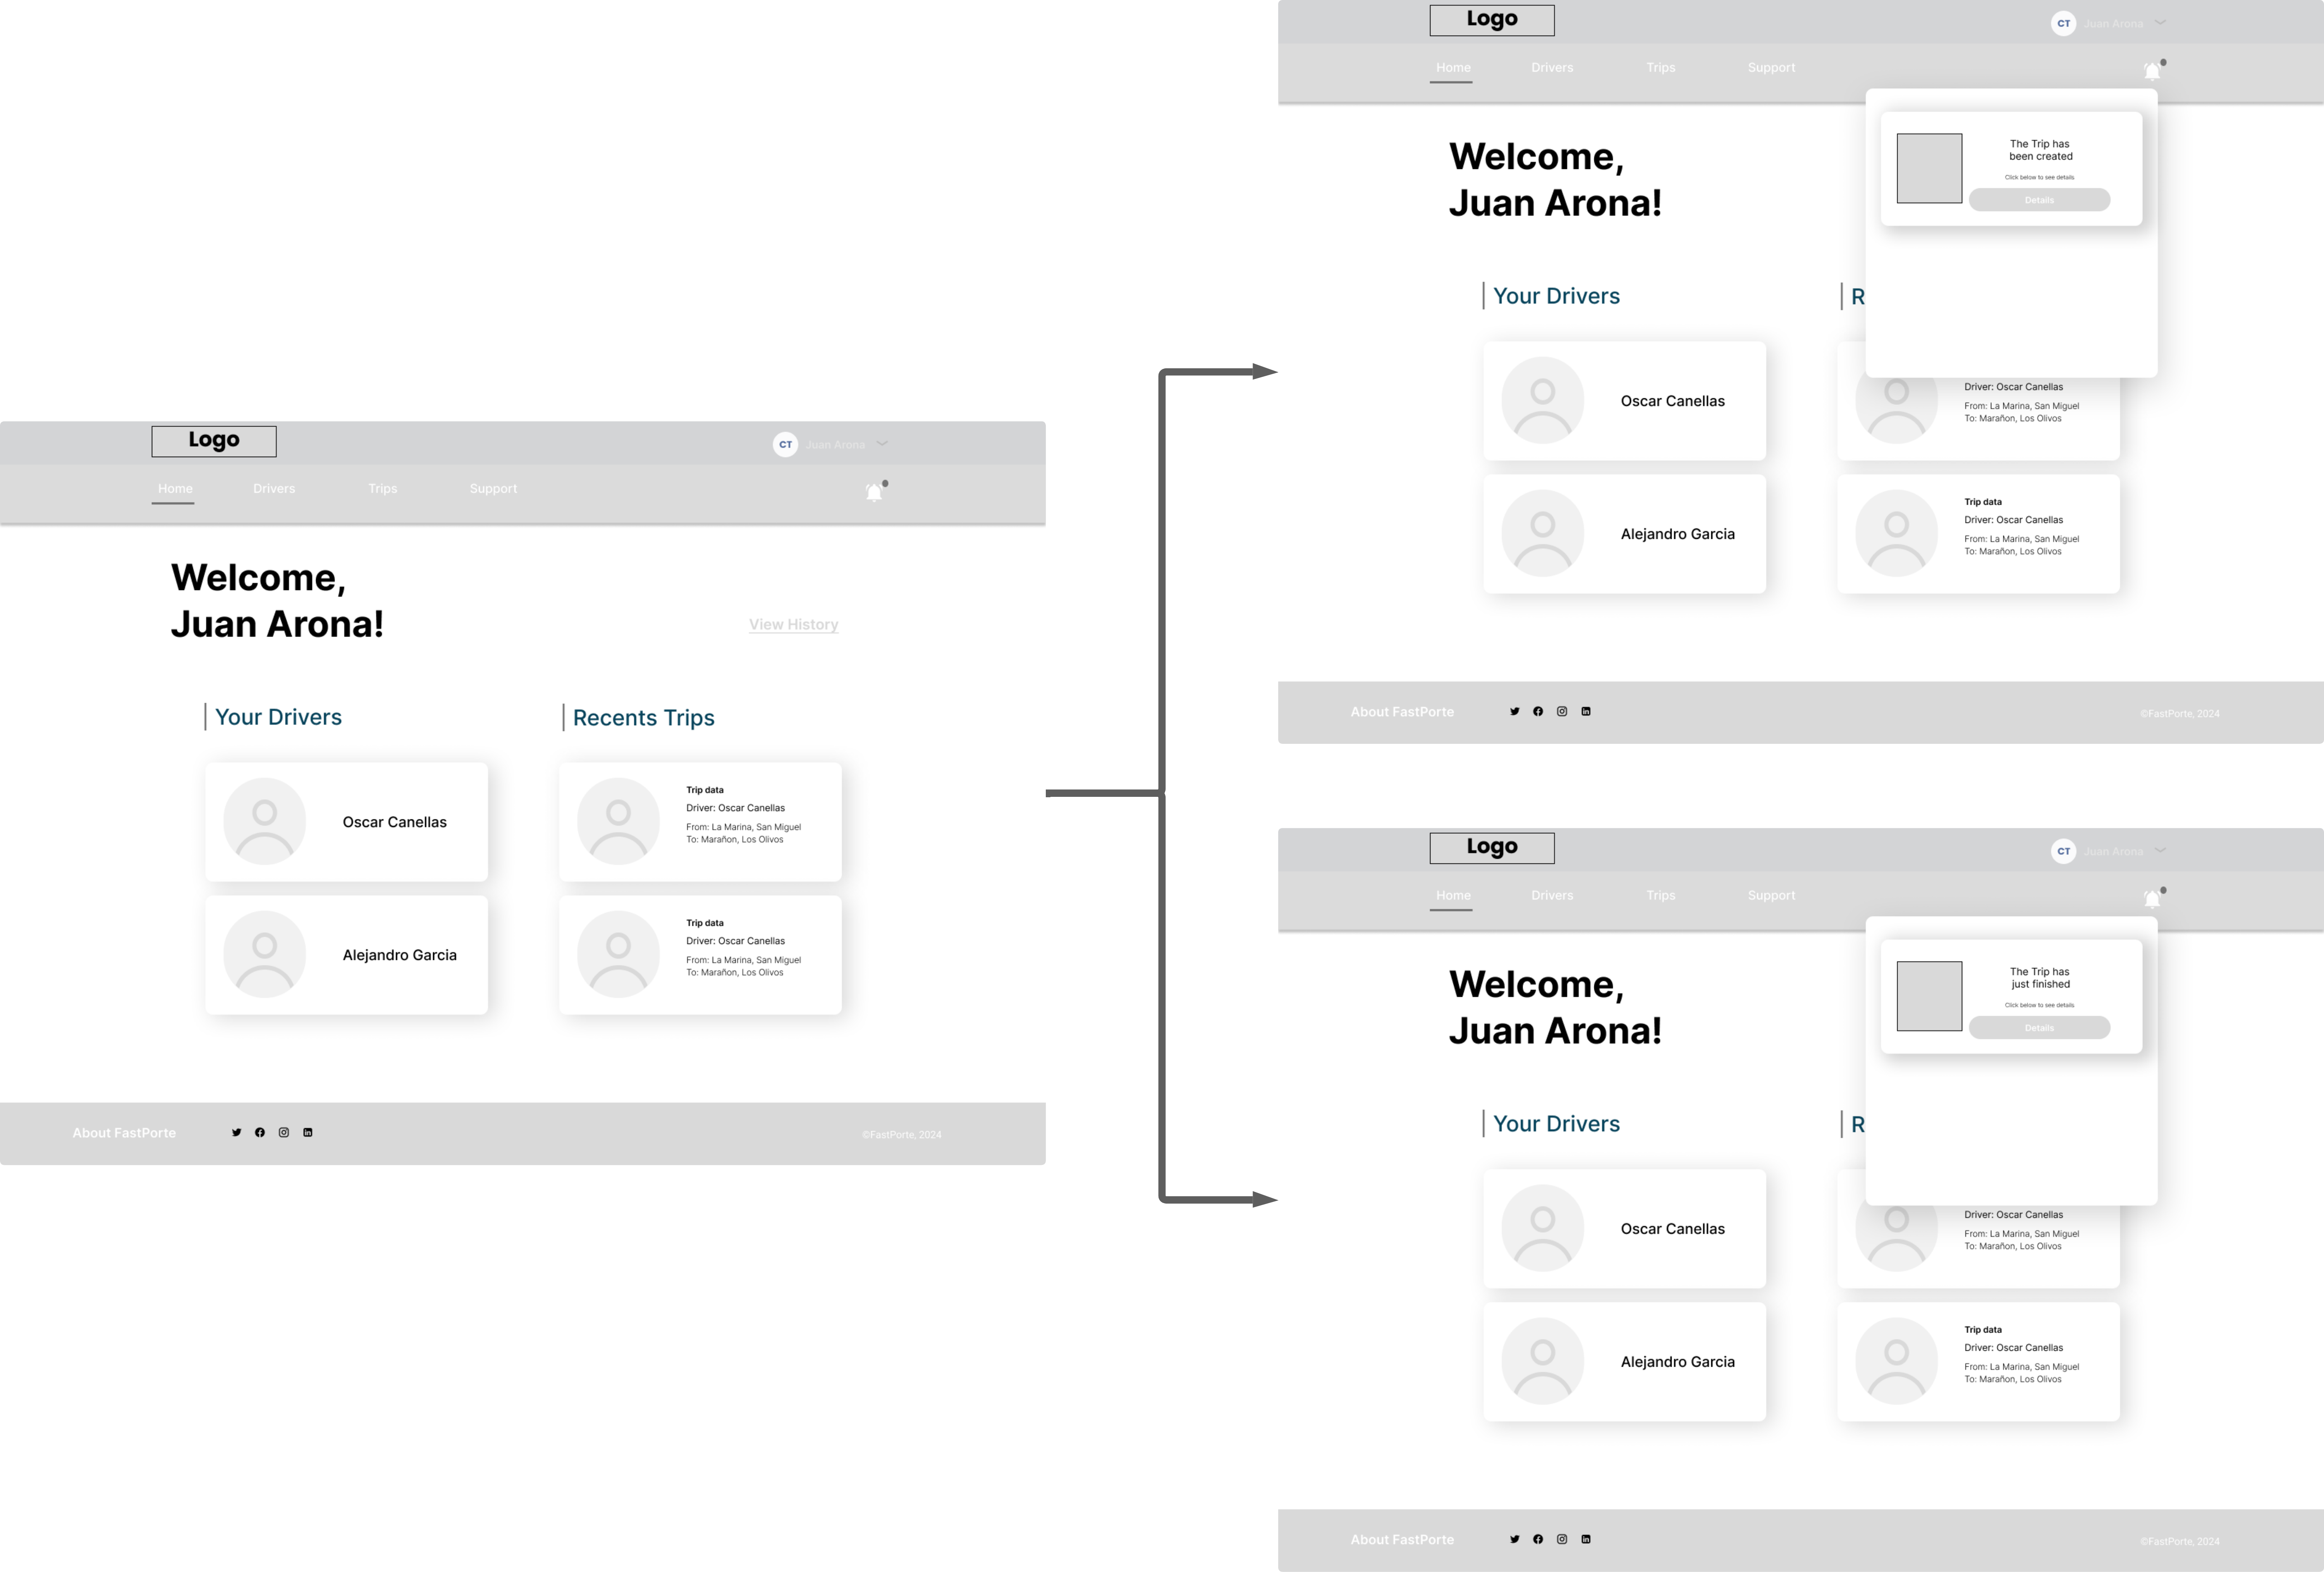 Logo
CT Juan Arona
Home Drivers Trips Support
Welcome,
Juan Arona!
View History
Your Drivers
Recents Trips
Oscar Canellas
Trip data
Driver: Oscar Canellas
From: La Marina, San Miguel
To: Marañon, Los Olivos
Alejandro Garcia
Trip data
Driver: Oscar Canellas
From: La Marina, San Miguel
To: Marañon, Los Olivos
About FastPorte
©FastPorte, 2024
Logo
CT Juan Arona
Home Drivers Trips Support
The Trip has
been created
Click below to see details
Details
Welcome,
Juan Arona!
Your Drivers
R
Oscar Canellas
Driver: Oscar Canellas
From: La Marina, San Miguel
To: Marañon, Los Olivos
Alejandro Garcia
Trip data
Driver: Oscar Canellas
From: La Marina, San Miguel
To: Marañon, Los Olivos
About FastPorte
©FastPorte, 2024
Logo
CT Juan Arona
Home Drivers Trips Support
The Trip has
just finished
Click below to see details
Details
Welcome,
Juan Arona!
Your Drivers
R
Oscar Canellas
Driver: Oscar Canellas
From: La Marina, San Miguel
To: Marañon, Los Olivos
Alejandro Garcia
Trip data
Driver: Oscar Canellas
From: La Marina, San Miguel
To: Marañon, Los Olivos
About FastPorte
©FastPorte, 2024